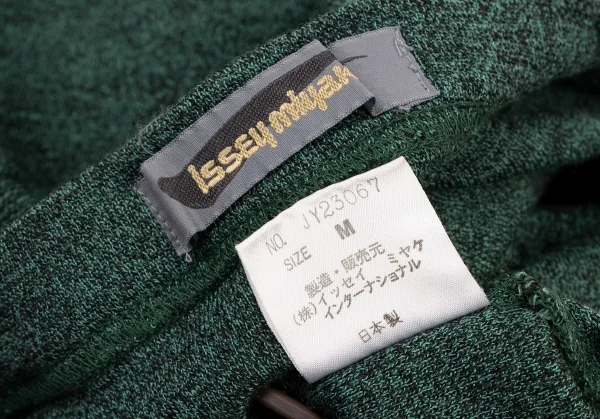 ISSEY miyake
NO. JY23067
SIZE M
製造・販売元
(株)イッセイ ミヤケ
インターナショナル
日本製